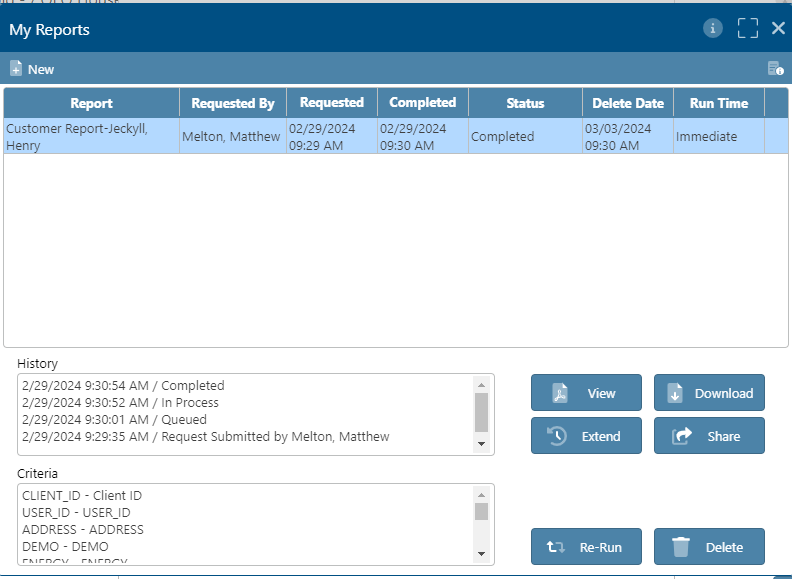 My Reports
New
Report Requested By Requested Completed Status Delete Date Run Time
Customer Report-Jeckyll, Henry Melton, Matthew 02/29/2024 09:29 AM 02/29/2024 09:30 AM Completed 03/03/2024 09:30 AM Immediate
History
2/29/2024 9:30:54 AM / Completed
2/29/2024 9:30:52 AM / In Process
2/29/2024 9:30:01 AM / Queued
2/29/2024 9:29:35 AM / Request Submitted by Melton, Matthew
View
Download
Extend
Share
Criteria
CLIENT_ID - Client ID
USER_ID - USER_ID
ADDRESS - ADDRESS
DEMO - DEMO
ENERGY - ENERGY
Re-Run
Delete